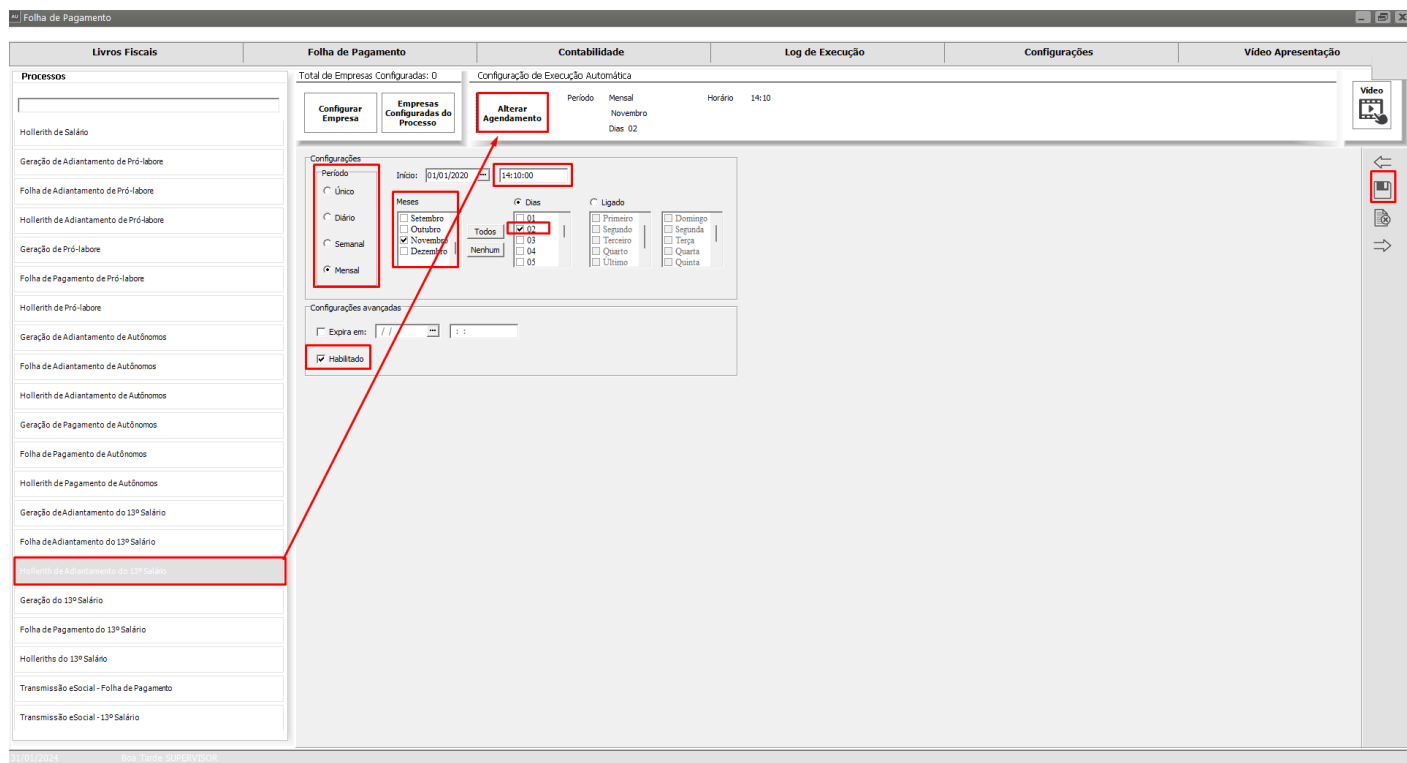 AU Folha de Pagamento
Livros Fiscais
Folha de Pagamento
Contabilidade
Log de Execução
Configurações
Vídeo Apresentação
Processos
Hollerith de Salário
Geração de Adiantamento de Pró-labore
Folha de Adiantamento de Pró-labore
Hollerith de Adiantamento de Pró-labore
Geração de Pró-labore
Folha de Pagamento de Pró-labore
Hollerith de Pró-labore
Geração de Adiantamento de Autônomos
Folha de Adiantamento de Autônomos
Hollerith de Adiantamento de Autônomos
Geração de Pagamento de Autônomos
Folha de Pagamento de Autônomos
Hollerith de Pagamento de Autônomos
Geração de Adiantamento do 13º Salário
Folha de Adiantamento do 13º Salário
Hollerith de Adiantamento do 13º Salário
Geração do 13º Salário
Folha de Pagamento do 13º Salário
Holleriths do 13º Salário
Transmissão eSocial - Folha de Pagamento
Transmissão eSocial - 13º Salário
Total de Empresas Configuradas: 0
Configurar
Empresa
Empresas
Configuradas do
Processo
Configuração de Execução Automática
Alterar
Agendamento
Período Mensal Horário 14:10
Novembro
Dias 02
Vídeo
Configurações
Período
Único
Diário
Semanal
Mensal
Início: 01/01/2020 ... 14:10:00
Meses
Setembro
Outubro
Novembro
Dezembro
Todos
Nenhum
Dias
01
02
03
04
05
Ligado
Primeiro
Segundo
Terceiro
Quarto
Último
Domingo
Segunda
Terça
Quarta
Quinta
Configurações avançadas
Expira em: / / ... : :
Habilitado
31/01/2024 Boa Tarde SUPERVISOR